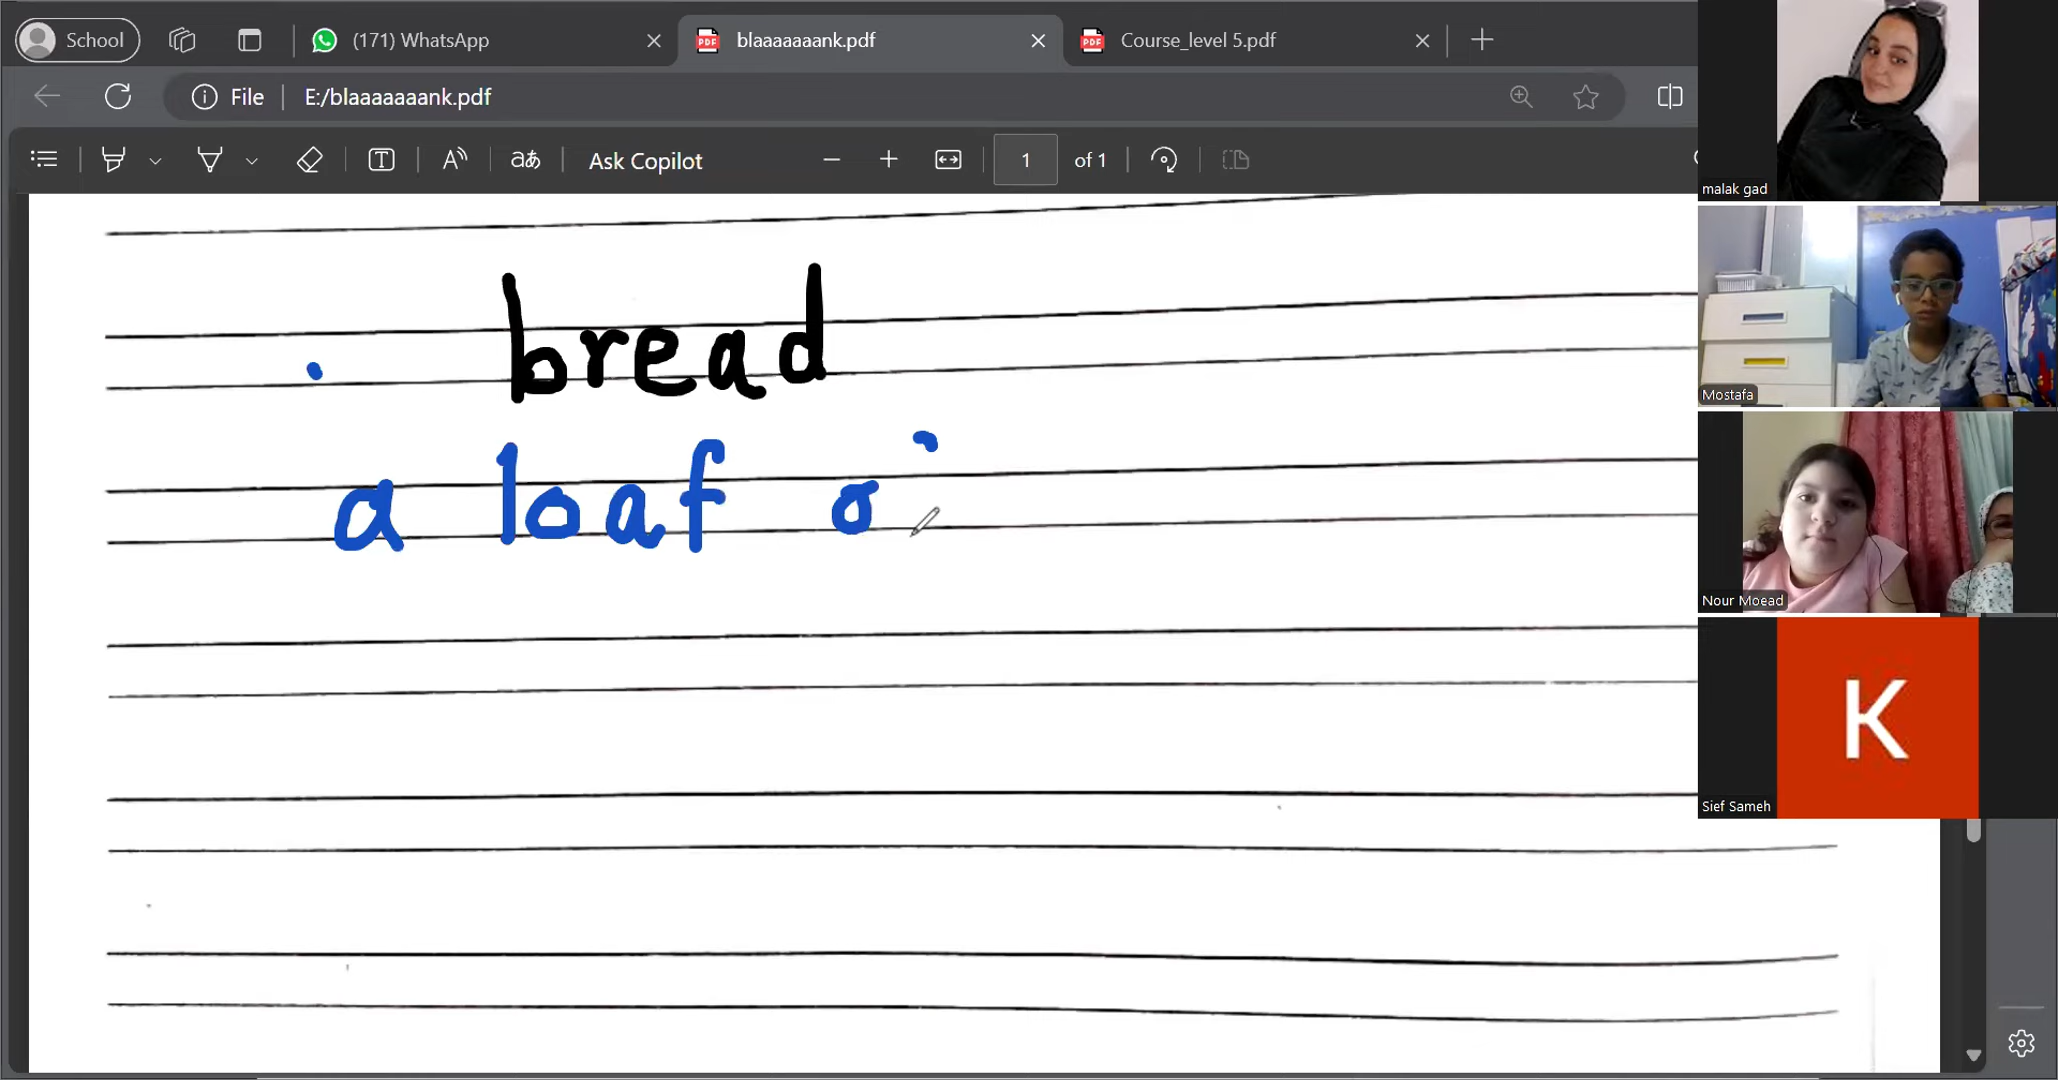 School
(171) WhatsApp
blaaaaaaank.pdf
Course_level 5.pdf
File
E:/blaaaaaaank.pdf
Ask Copilot
1 of 1
bread
a loaf o
malak gad
Mostafa
Nour Moead
K
Sief Sameh